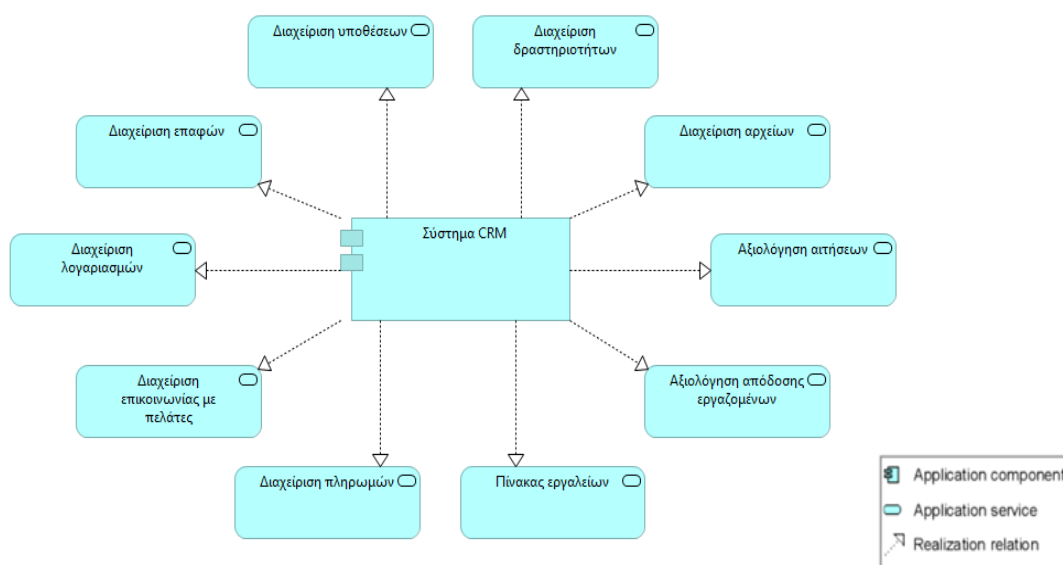 Διαχείριση υποθέσεων
Διαχείριση
δραστηριοτήτων
Διαχείριση επαφών
Διαχείριση αρχείων
Σύστημα CRM
Διαχείριση
λογαριασμών
Αξιολόγηση αιτήσεων
Διαχείριση
επικοινωνίας με
πελάτες
Αξιολόγηση απόδοσης
εργαζομένων
Διαχείριση πληρωμών
Πίνακας εργαλείων
Application component
Application service
Realization relation